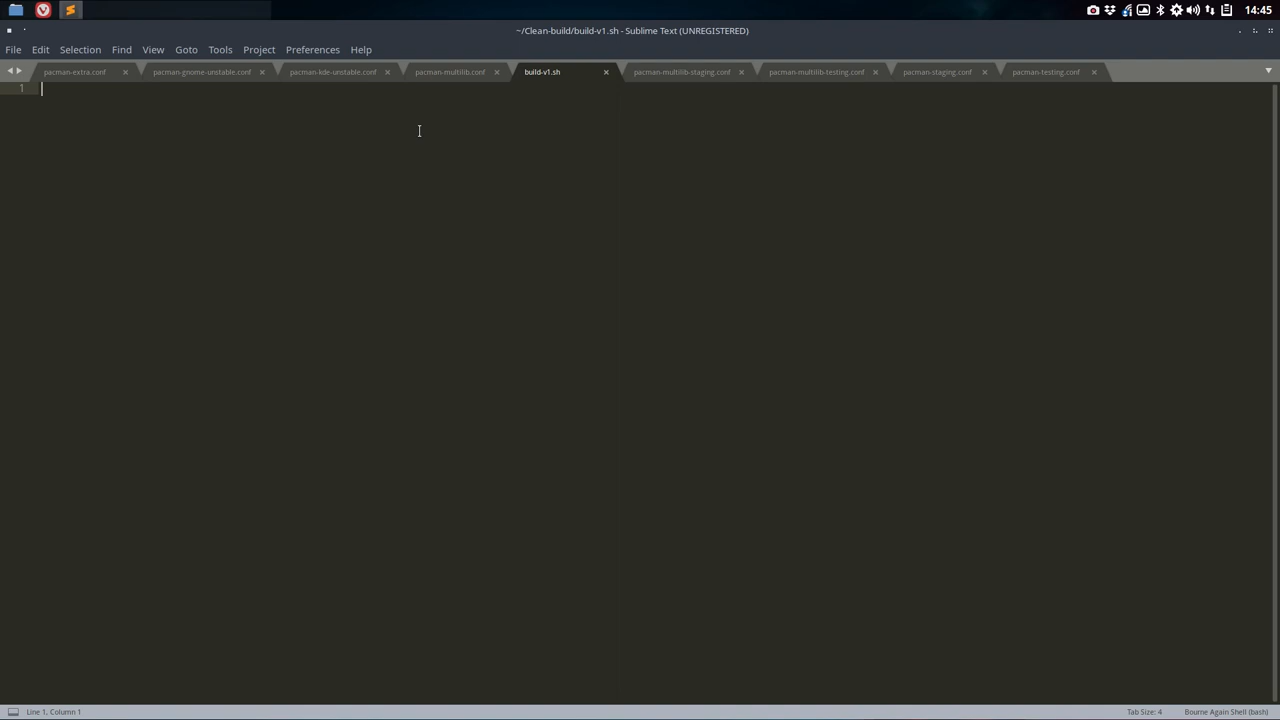 14:45
~/Clean-build/build-v1.sh - Sublime Text (UNREGISTERED)
File Edit Selection Find View Goto Tools Project Preferences Help
pacman-extra.conf pacman-gnome-unstable.conf pacman-kde-unstable.conf pacman-multilib.conf build-v1.sh pacman-multilib-staging.conf pacman-multilib-testing.conf pacman-staging.conf pacman-testing.conf
1
Line 1, Column 1 Tab Size: 4 Bourne Again Shell (bash)